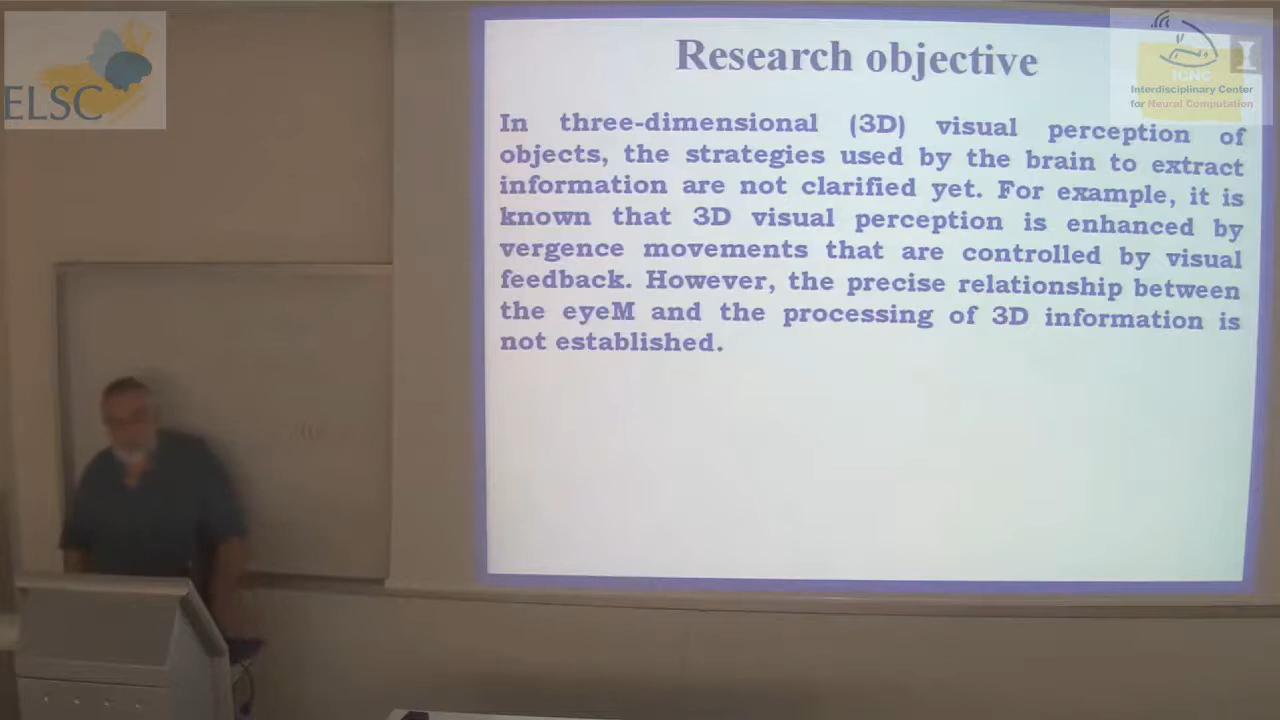 ELSC
ICNC
Interdisciplinary Center
for Neural Computation
Research objective
In three-dimensional (3D) visual perception of
objects, the strategies used by the brain to extract
information are not clarified yet. For example, it is
known that 3D visual perception is enhanced by
vergence movements that are controlled by visual
feedback. However, the precise relationship between
the eyeM and the processing of 3D information is
not established.